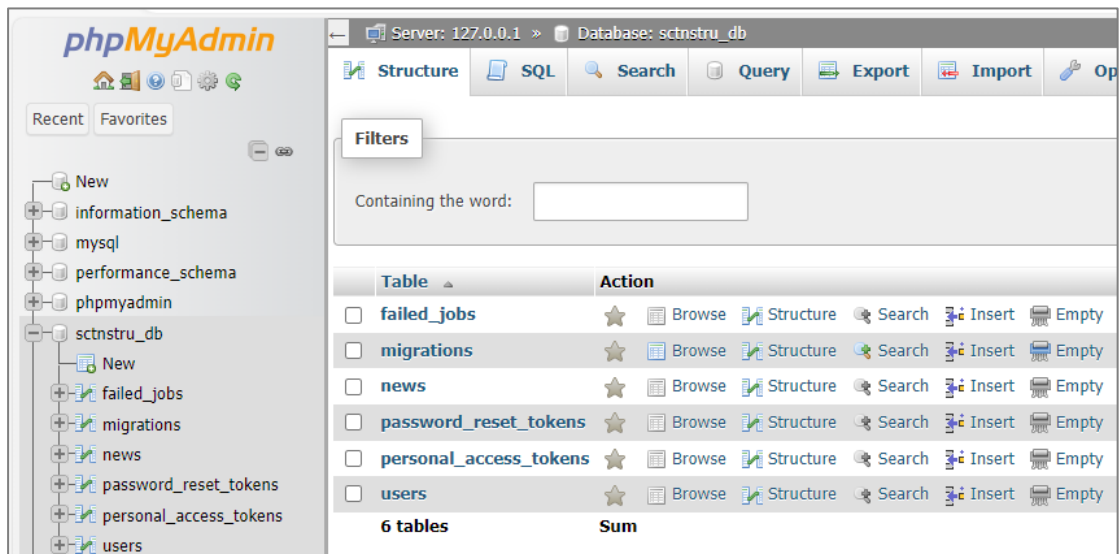 phpMyAdmin
Recent Favorites
New
information_schema
mysql
performance_schema
phpmyadmin
sctnstru_db
New
failed_jobs
migrations
news
password_reset_tokens
personal_access_tokens
users
Server: 127.0.0.1 » Database: sctnstru_db
Structure SQL Search Query Export Import Op
Filters
Containing the word:
Table Action
failed_jobs Browse Structure Search Insert Empty
migrations Browse Structure Search Insert Empty
news Browse Structure Search Insert Empty
password_reset_tokens Browse Structure Search Insert Empty
personal_access_tokens Browse Structure Search Insert Empty
users Browse Structure Search Insert Empty
6 tables Sum